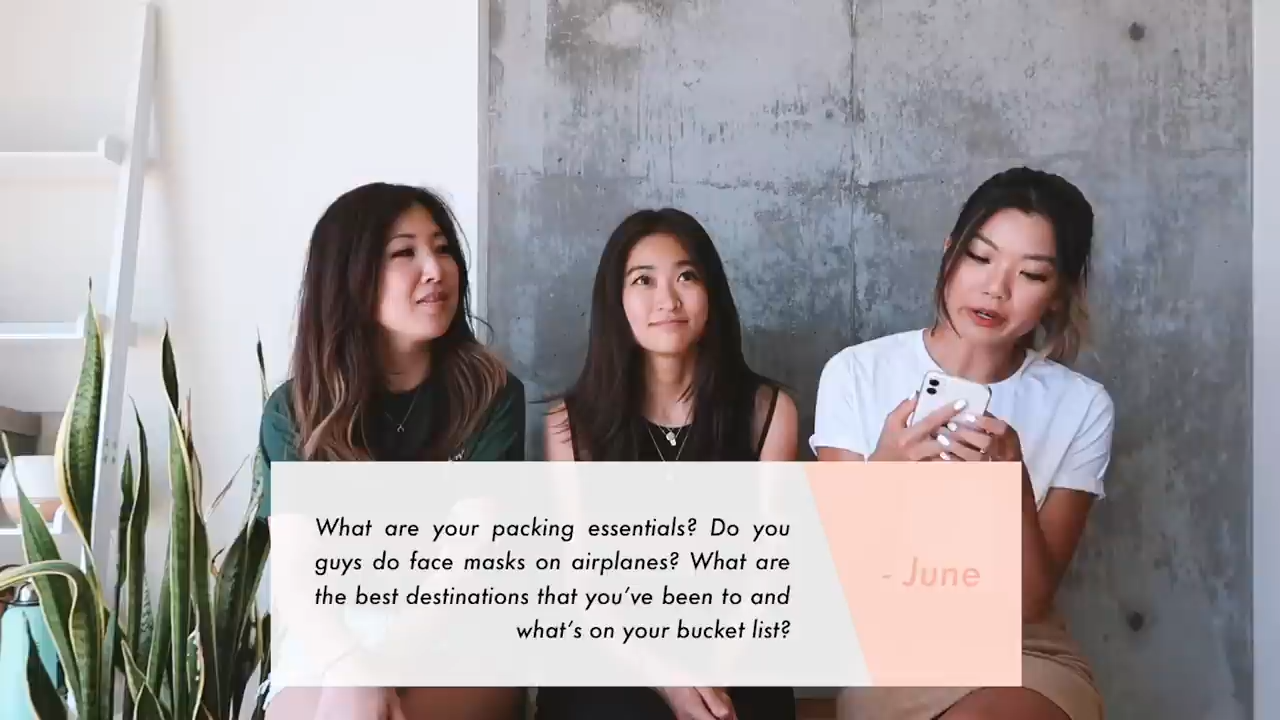 What are your packing essentials? Do you
guys do face masks on airplanes? What are
the best destinations that you've been to and
what's on your bucket list?
- June